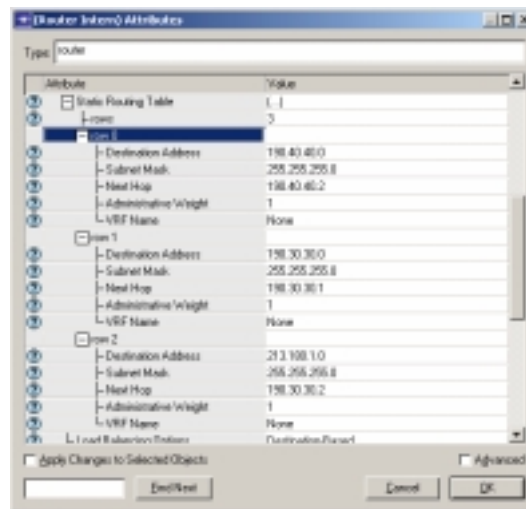 (Router Intern) Attributes
Type: router
Attribute Value
Static Routing Table (...)
rows 3
row 0
Destination Address 190.40.40.0
Subnet Mask 255.255.255.0
Next Hop 190.40.40.2
Administrative Weight 1
VRF Name None
row 1
Destination Address 190.30.30.0
Subnet Mask 255.255.255.0
Next Hop 190.30.30.1
Administrative Weight 1
VRF Name None
row 2
Destination Address 213.100.1.0
Subnet Mask 255.255.255.0
Next Hop 190.30.30.2
Administrative Weight 1
VRF Name None
Load Balancing Options Destination-Based
Apply Changes to Selected Objects Advanced
Find Next Cancel OK